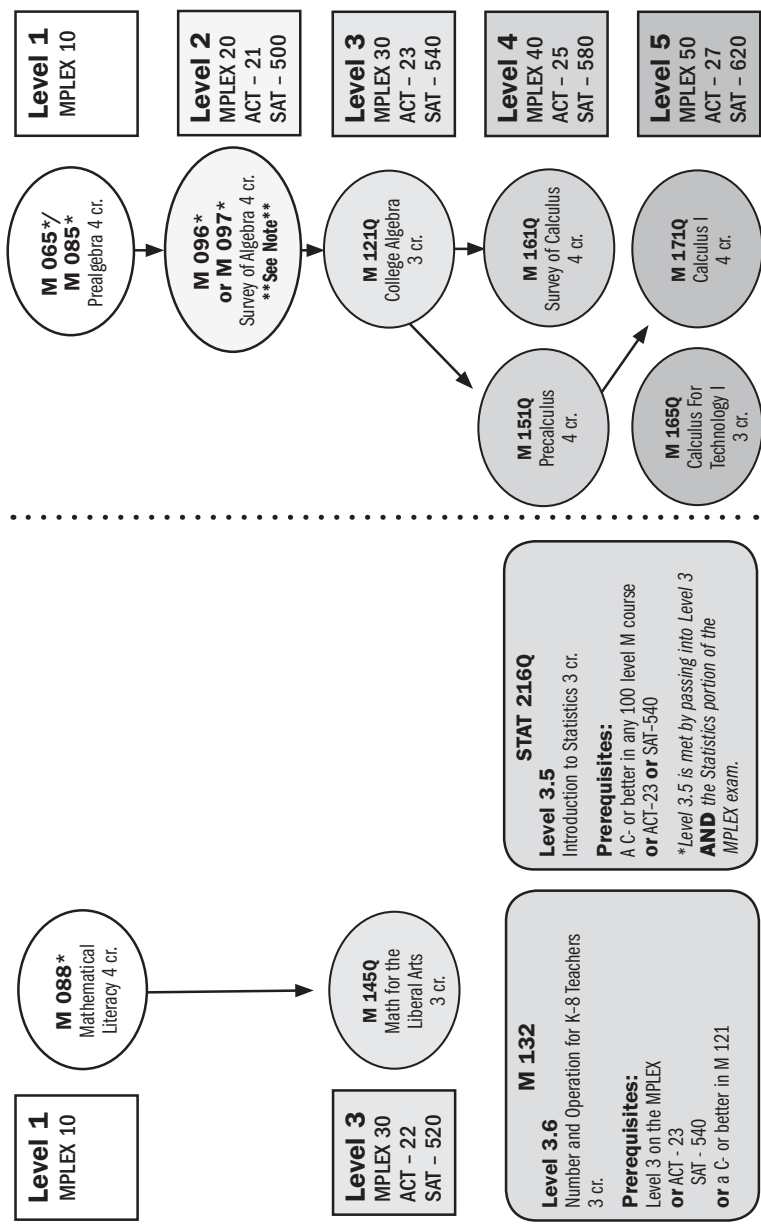 Level 1
MPLEX 10
M 088*
Mathematical
Literacy 4 cr.
Level 3
MPLEX 30
ACT – 22
SAT – 520
M 145Q
Math for the
Liberal Arts
3 cr.
M 132
Level 3.6
Number and Operation for K–8 Teachers
3 cr.
Prerequisites:
Level 3 on the MPLEX
or ACT - 23
SAT - 540
or a C- or better in M 121
STAT 216Q
Level 3.5
Introduction to Statistics 3 cr.
Prerequisites:
A C- or better in any 100 level M course
or ACT–23 or SAT–540
*Level 3.5 is met by passing into Level 3
AND the Statistics portion of the
MPLEX exam.
M 065*/
M 085*
Prealgebra 4 cr.
Level 1
MPLEX 10
M 096*
or M 097*
Survey of Algebra 4 cr.
**See Note**
Level 2
MPLEX 20
ACT – 21
SAT – 500
M 121Q
College Algebra
3 cr.
Level 3
MPLEX 30
ACT – 23
SAT – 540
M 151Q
Precalculus
4 cr.
M 161Q
Survey of Calculus
4 cr.
Level 4
MPLEX 40
ACT – 25
SAT – 580
M 165Q
Calculus For
Technology I
3 cr.
M 171Q
Calculus I
4 cr.
Level 5
MPLEX 50
ACT – 27
SAT – 620